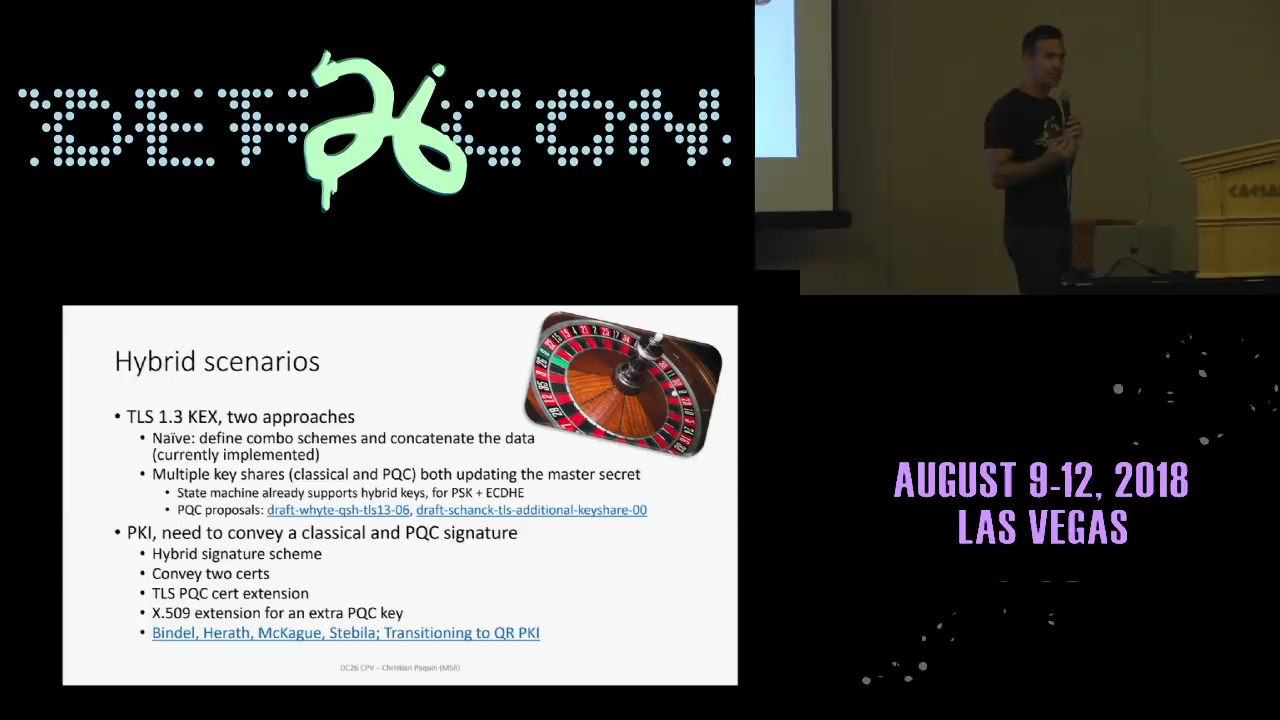 DEF 26 CON
CAESA
Hybrid scenarios
• TLS 1.3 KEX, two approaches
• Naïve: define combo schemes and concatenate the data
(currently implemented)
• Multiple key shares (classical and PQC) both updating the master secret
• State machine already supports hybrid keys, for PSK + ECDHE
• PQC proposals: draft-whyte-qsh-tls13-06, draft-schanck-tls-additional-keyshare-00
• PKI, need to convey a classical and PQC signature
• Hybrid signature scheme
• Convey two certs
• TLS PQC cert extension
• X.509 extension for an extra PQC key
• Bindel, Herath, McKague, Stebila; Transitioning to QR PKI
DC26 CPV – Christian Paquin (MSR)
AUGUST 9-12, 2018
LAS VEGAS